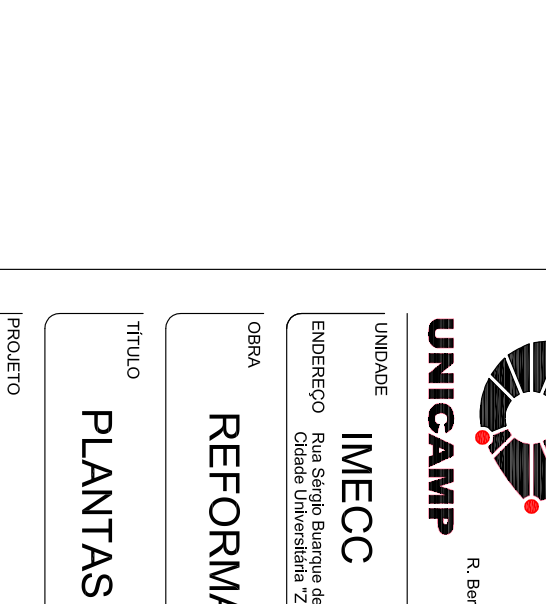 UNICAMP
R. Ber
UNIDADE
IMECC
ENDEREÇO
Rua Sérgio Buarque de
Cidade Universitária "Z
OBRA
REFORMA
TÍTULO
PLANTAS
PROJETO